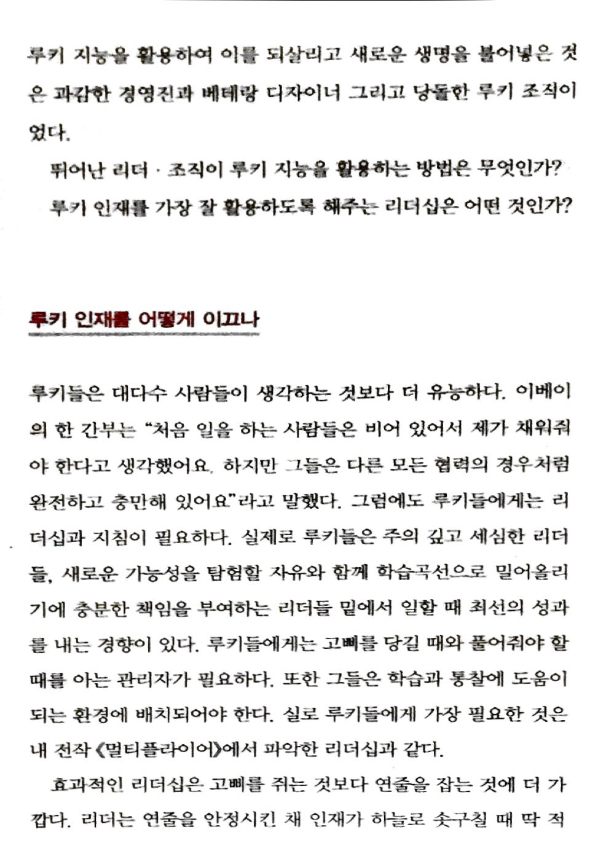 루키 지능을 활용하여 이를 되살리고 새로운 생명을 불어넣은 것
은 과감한 경영진과 베테랑 디자이너 그리고 당돌한 루키 조직이
었다.
뛰어난 리더 · 조직이 루키 지능을 활용하는 방법은 무엇인가?
루키 인재를 가장 잘 활용하도록 해주는 리더십은 어떤 것인가?
루키 인재를 어떻게 이끄나
루키들은 대다수 사람들이 생각하는 것보다 더 유능하다. 이베이
의 한 간부는 “처음 일을 하는 사람들은 비어 있어서 제가 채워줘
야 한다고 생각했어요. 하지만 그들은 다른 모든 협력의 경우처럼
완전하고 충만해 있어요”라고 말했다. 그럼에도 루키들에게는 리
더십과 지침이 필요하다. 실제로 루키들은 주의 깊고 세심한 리더
들, 새로운 가능성을 탐험할 자유와 함께 학습곡선으로 밀어올리
기에 충분한 책임을 부여하는 리더들 밑에서 일할 때 최선의 성과
를 내는 경향이 있다. 루키들에게는 고삐를 당길 때와 풀어줘야 할
때를 아는 관리자가 필요하다. 또한 그들은 학습과 통찰에 도움이
되는 환경에 배치되어야 한다. 실로 루키들에게 가장 필요한 것은
내 전작 《멀티플라이어》에서 파악한 리더십과 같다.
효과적인 리더십은 고삐를 쥐는 것보다 연줄을 잡는 것에 더 가
깝다. 리더는 연줄을 안정시킨 채 인재가 하늘로 솟구칠 때 딱 적